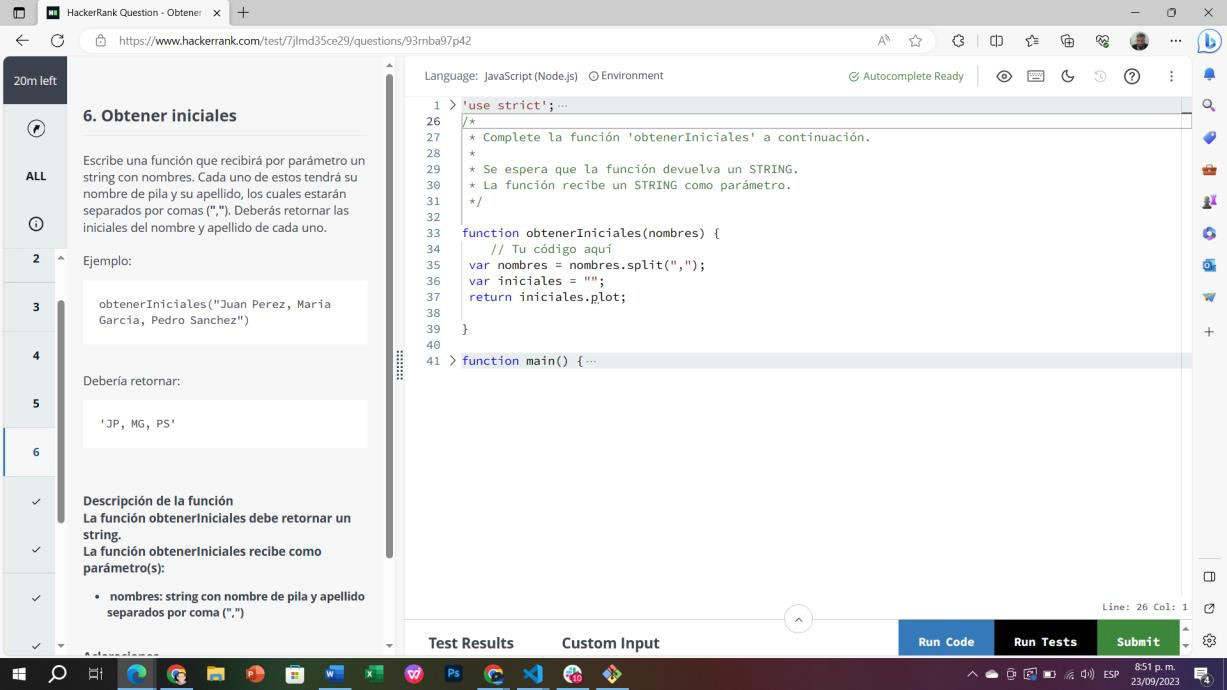 HackerRank Question - Obtener
https://www.hackerrank.com/test/7jlmd35ce29/questions/93rnba97p42
20m left
ALL
2
3
4
5
6
6. Obtener iniciales
Escribe una función que recibirá por parámetro un
string con nombres. Cada uno de estos tendrá su
nombre de pila y su apellido, los cuales estarán
separados por comas (","). Deberás retornar las
iniciales del nombre y apellido de cada uno.
Ejemplo:
obtenerIniciales("Juan Perez, Maria
Garcia, Pedro Sanchez")
Debería retornar:
'JP, MG, PS'
Descripción de la función
La función obtenerIniciales debe retornar un
string.
La función obtenerIniciales recibe como
parámetro(s):
• nombres: string con nombre de pila y apellido
separados por coma (",")
Language: JavaScript (Node.js) Environment
Autocomplete Ready
1 'use strict'; ...
26 /*
27 * Complete la función 'obtenerIniciales' a continuación.
28 *
29 * Se espera que la función devuelva un STRING.
30 * La función recibe un STRING como parámetro.
31 */
32
33 function obtenerIniciales(nombres) {
34 // Tu código aquí
35 var nombres = nombres.split(",");
36 var iniciales = "";
37 return iniciales.plot;
38
39 }
40
41 function main() { ...
Line: 26 Col: 1
Test Results Custom Input
Run Code Run Tests Submit
ESP
8:51 p. m.
23/09/2023
10
4